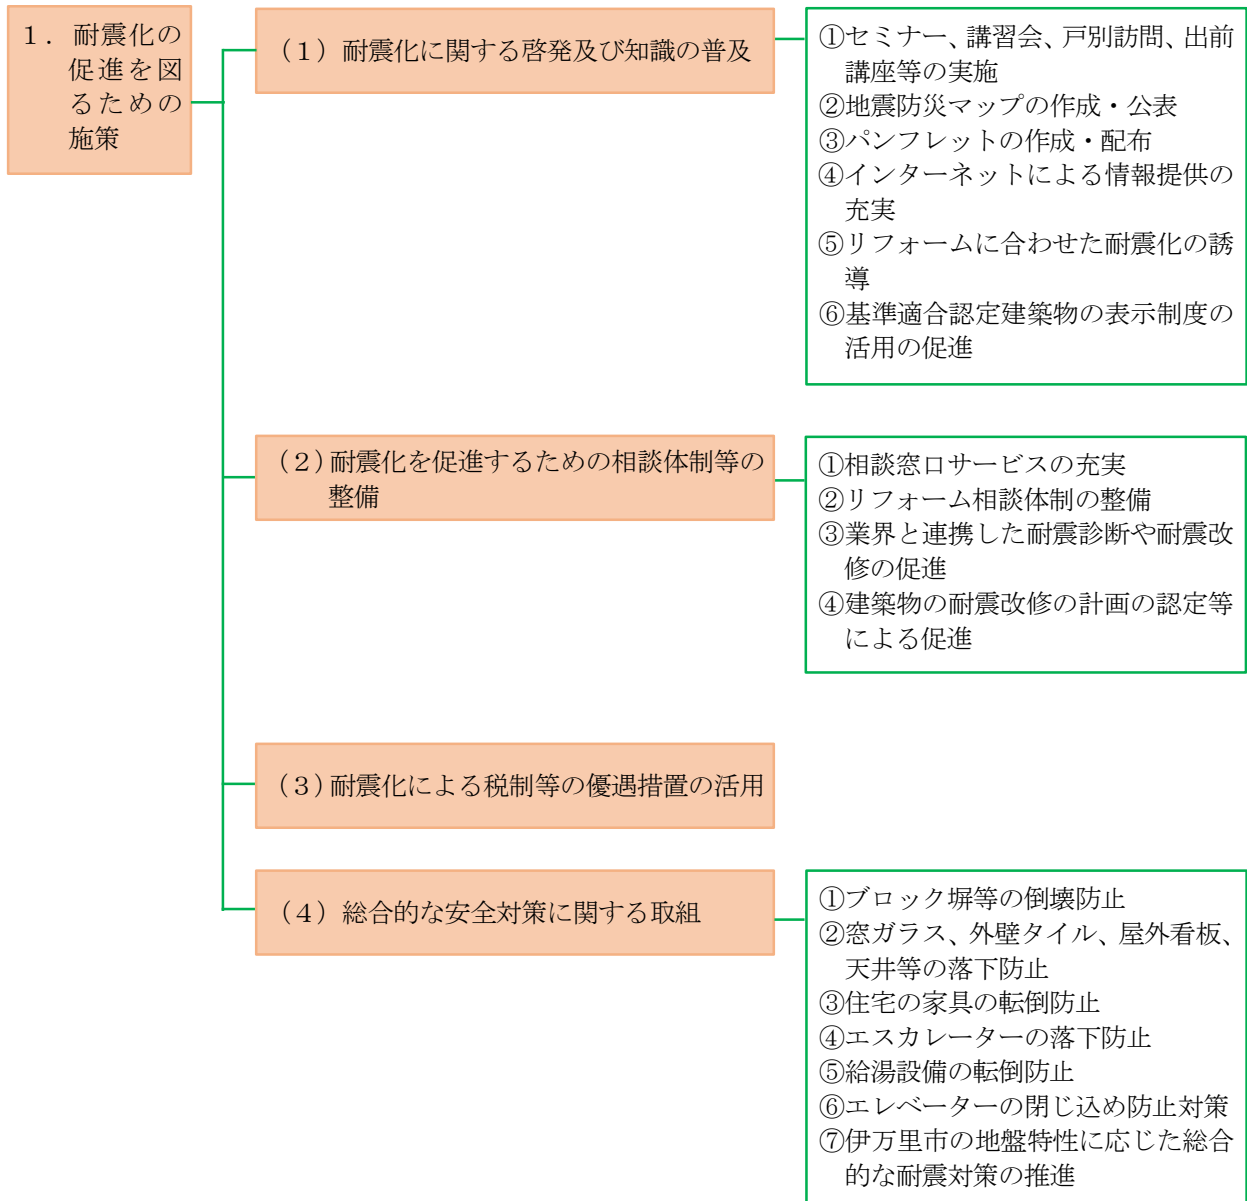 １．耐震化の
促進を図
るための
施策
（１）耐震化に関する啓発及び知識の普及
①セミナー、講習会、戸別訪問、出前
講座等の実施
②地震防災マップの作成・公表
③パンフレットの作成・配布
④インターネットによる情報提供の
充実
⑤リフォームに合わせた耐震化の誘
導
⑥基準適合認定建築物の表示制度の
活用の促進
（２）耐震化を促進するための相談体制等の
整備
①相談窓口サービスの充実
②リフォーム相談体制の整備
③業界と連携した耐震診断や耐震改
修の促進
④建築物の耐震改修の計画の認定等
による促進
（３）耐震化による税制等の優遇措置の活用
（４）総合的な安全対策に関する取組
①ブロック塀等の倒壊防止
②窓ガラス、外壁タイル、屋外看板、
天井等の落下防止
③住宅の家具の転倒防止
④エスカレーターの落下防止
⑤給湯設備の転倒防止
⑥エレベーターの閉じ込め防止対策
⑦伊万里市の地盤特性に応じた総合
的な耐震対策の推進